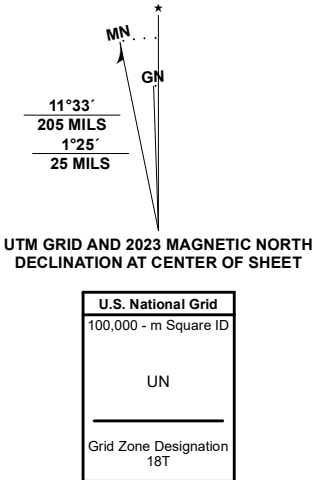 ★
MN
GN
11°33´
205 MILS
1°25´
25 MILS
UTM GRID AND 2023 MAGNETIC NORTH
DECLINATION AT CENTER OF SHEET
U.S. National Grid
100,000 - m Square ID
UN
Grid Zone Designation
18T